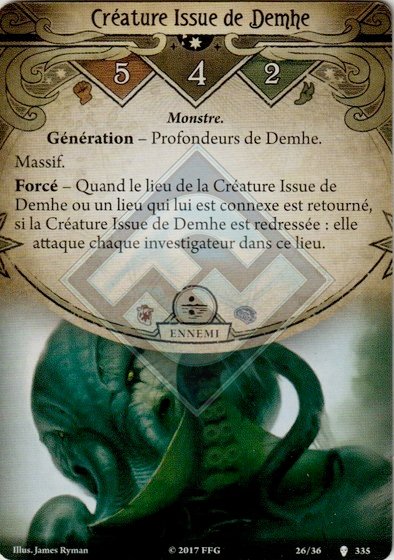 Créature Issue de Demhe
5 4 2
Monstre.
Génération – Profondeurs de Demhe.
Massif.
Forcé – Quand le lieu de la Créature Issue de
Demhe ou un lieu qui lui est connexe est retourné,
si la Créature Issue de Demhe est redressée : elle
attaque chaque investigateur dans ce lieu.
ENNEMI
Illus. James Ryman
© 2017 FFG
26/36
335